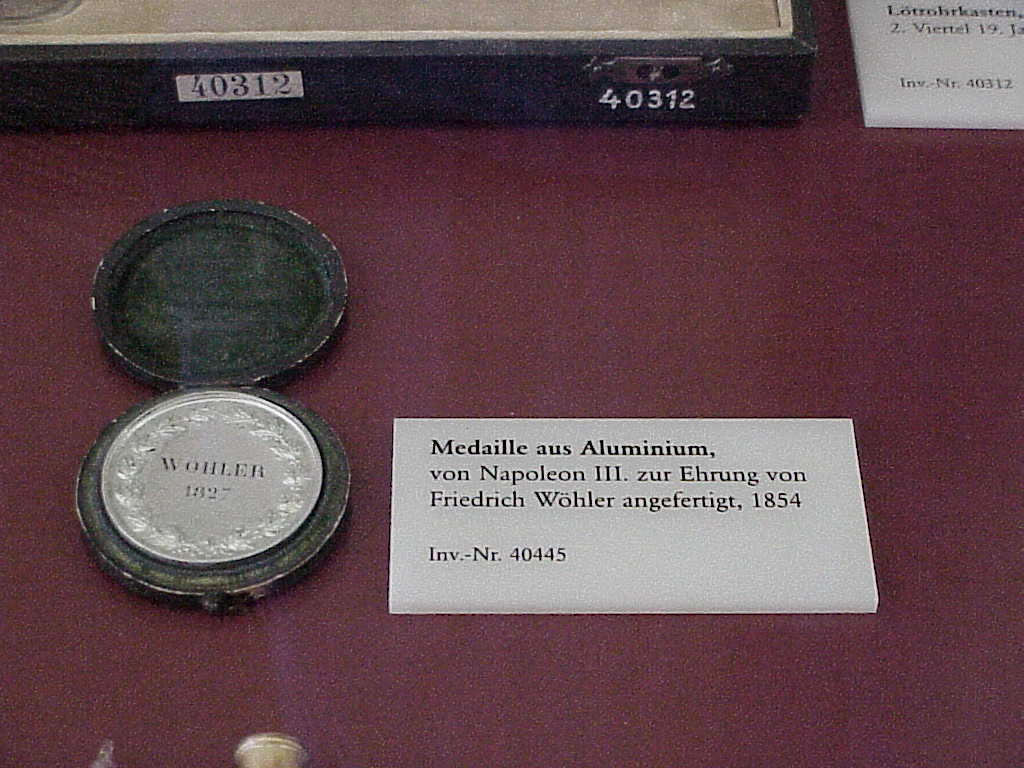 40312
40312
Lötrohrkasten,
2. Viertel 19. Ja
Inv.-Nr. 40312
WÖHLER
1827
Medaille aus Aluminium,
von Napoleon III. zur Ehrung von
Friedrich Wöhler angefertigt, 1854
Inv.-Nr. 40445